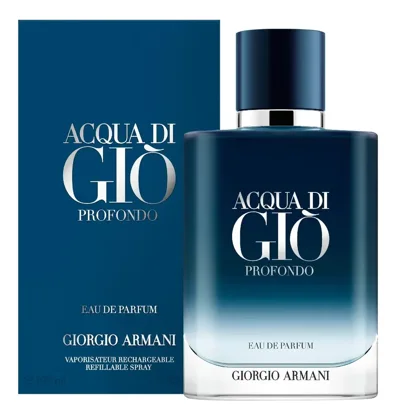 ACQUA DI
GIÒ
PROFONDO
EAU DE PARFUM
GIORGIO ARMANI
VAPORISATEUR RECHARGEABLE
REFILLABLE SPRAY
ACQUA DI
GIÒ
PROFONDO
EAU DE PARFUM
GIORGIO ARMANI